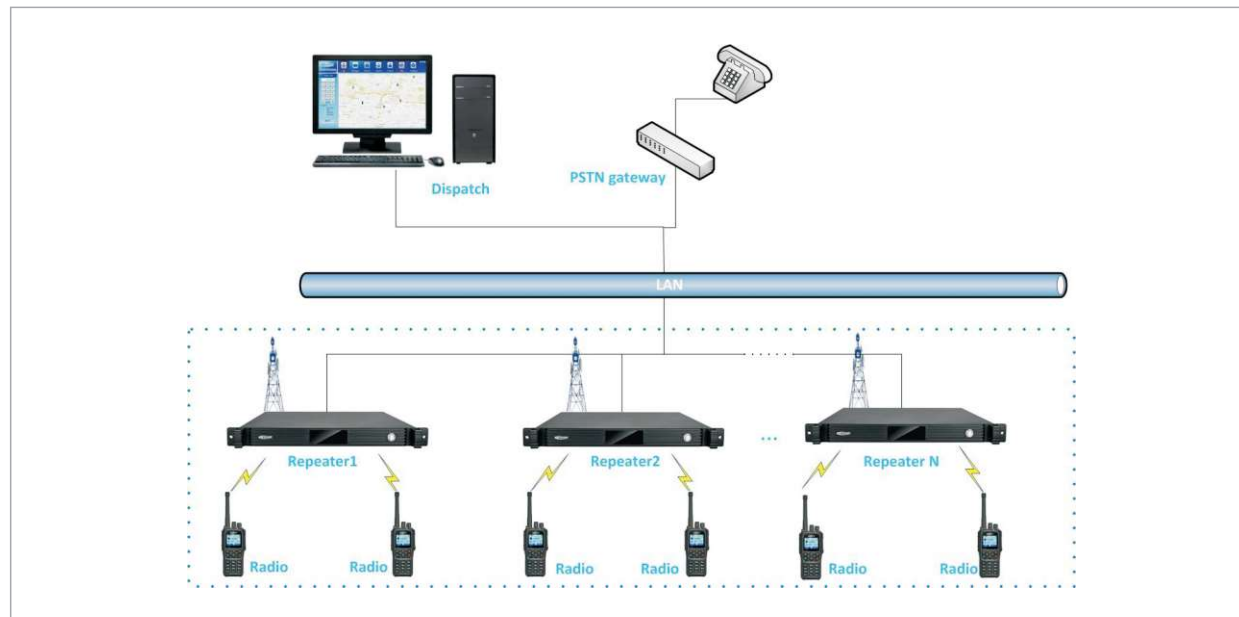 Dispatch
PSTN gateway
LAN
......
...
Repeater1
Repeater2
Repeater N
Radio
Radio
Radio
Radio
Radio
Radio